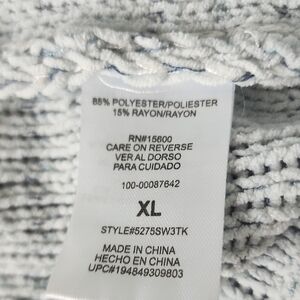 85% POLYESTER/POLIESTER
15% RAYON/RAYON
RN#15600
CARE ON REVERSE
VER AL DORSO
PARA CUIDADO
100-00087642
XL
STYLE#5275SW3TK
MADE IN CHINA
HECHO EN CHINA
UPC#194849309803